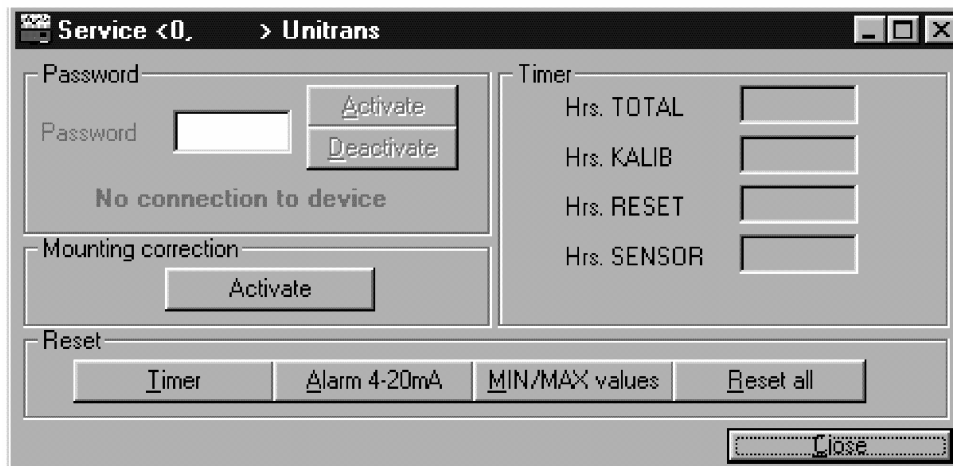 Service <0,       > Unitrans
Password
Password
Activate
Deactivate
No connection to device
Mounting correction
Activate
Timer
Hrs. TOTAL
Hrs. KALIB
Hrs. RESET
Hrs. SENSOR
Reset
Timer
Alarm 4-20mA
MIN/MAX values
Reset all
Close